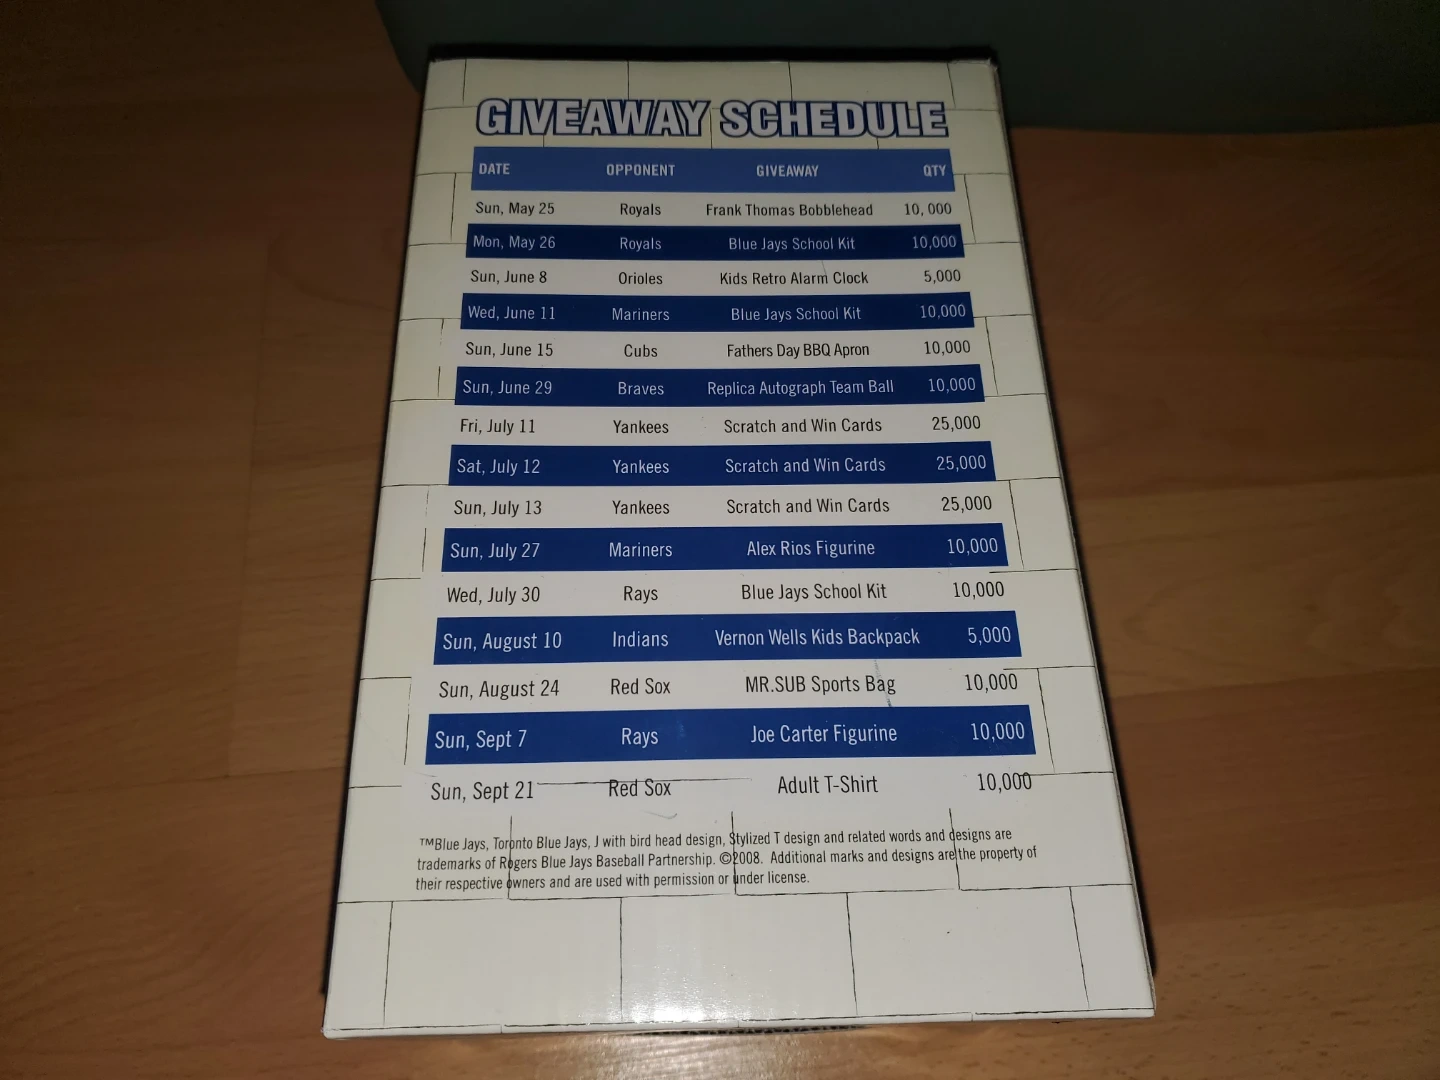 GIVEAWAY SCHEDULE
DATE OPPONENT GIVEAWAY QTY
Sun, May 25 Royals Frank Thomas Bobblehead 10, 000
Mon, May 26 Royals Blue Jays School Kit 10,000
Sun, June 8 Orioles Kids Retro Alarm Clock 5,000
Wed, June 11 Mariners Blue Jays School Kit 10,000
Sun, June 15 Cubs Fathers Day BBQ Apron 10,000
Sun, June 29 Braves Replica Autograph Team Ball 10,000
Fri, July 11 Yankees Scratch and Win Cards 25,000
Sat, July 12 Yankees Scratch and Win Cards 25,000
Sun, July 13 Yankees Scratch and Win Cards 25,000
Sun, July 27 Mariners Alex Rios Figurine 10,000
Wed, July 30 Rays Blue Jays School Kit 10,000
Sun, August 10 Indians Vernon Wells Kids Backpack 5,000
Sun, August 24 Red Sox MR.SUB Sports Bag 10,000
Sun, Sept 7 Rays Joe Carter Figurine 10,000
Sun, Sept 21 Red Sox Adult T-Shirt 10,000
™Blue Jays, Toronto Blue Jays, J with bird head design, Stylized T design and related words and designs are
trademarks of Rogers Blue Jays Baseball Partnership. ©2008. Additional marks and designs are the property of
their respective owners and are used with permission or under license.